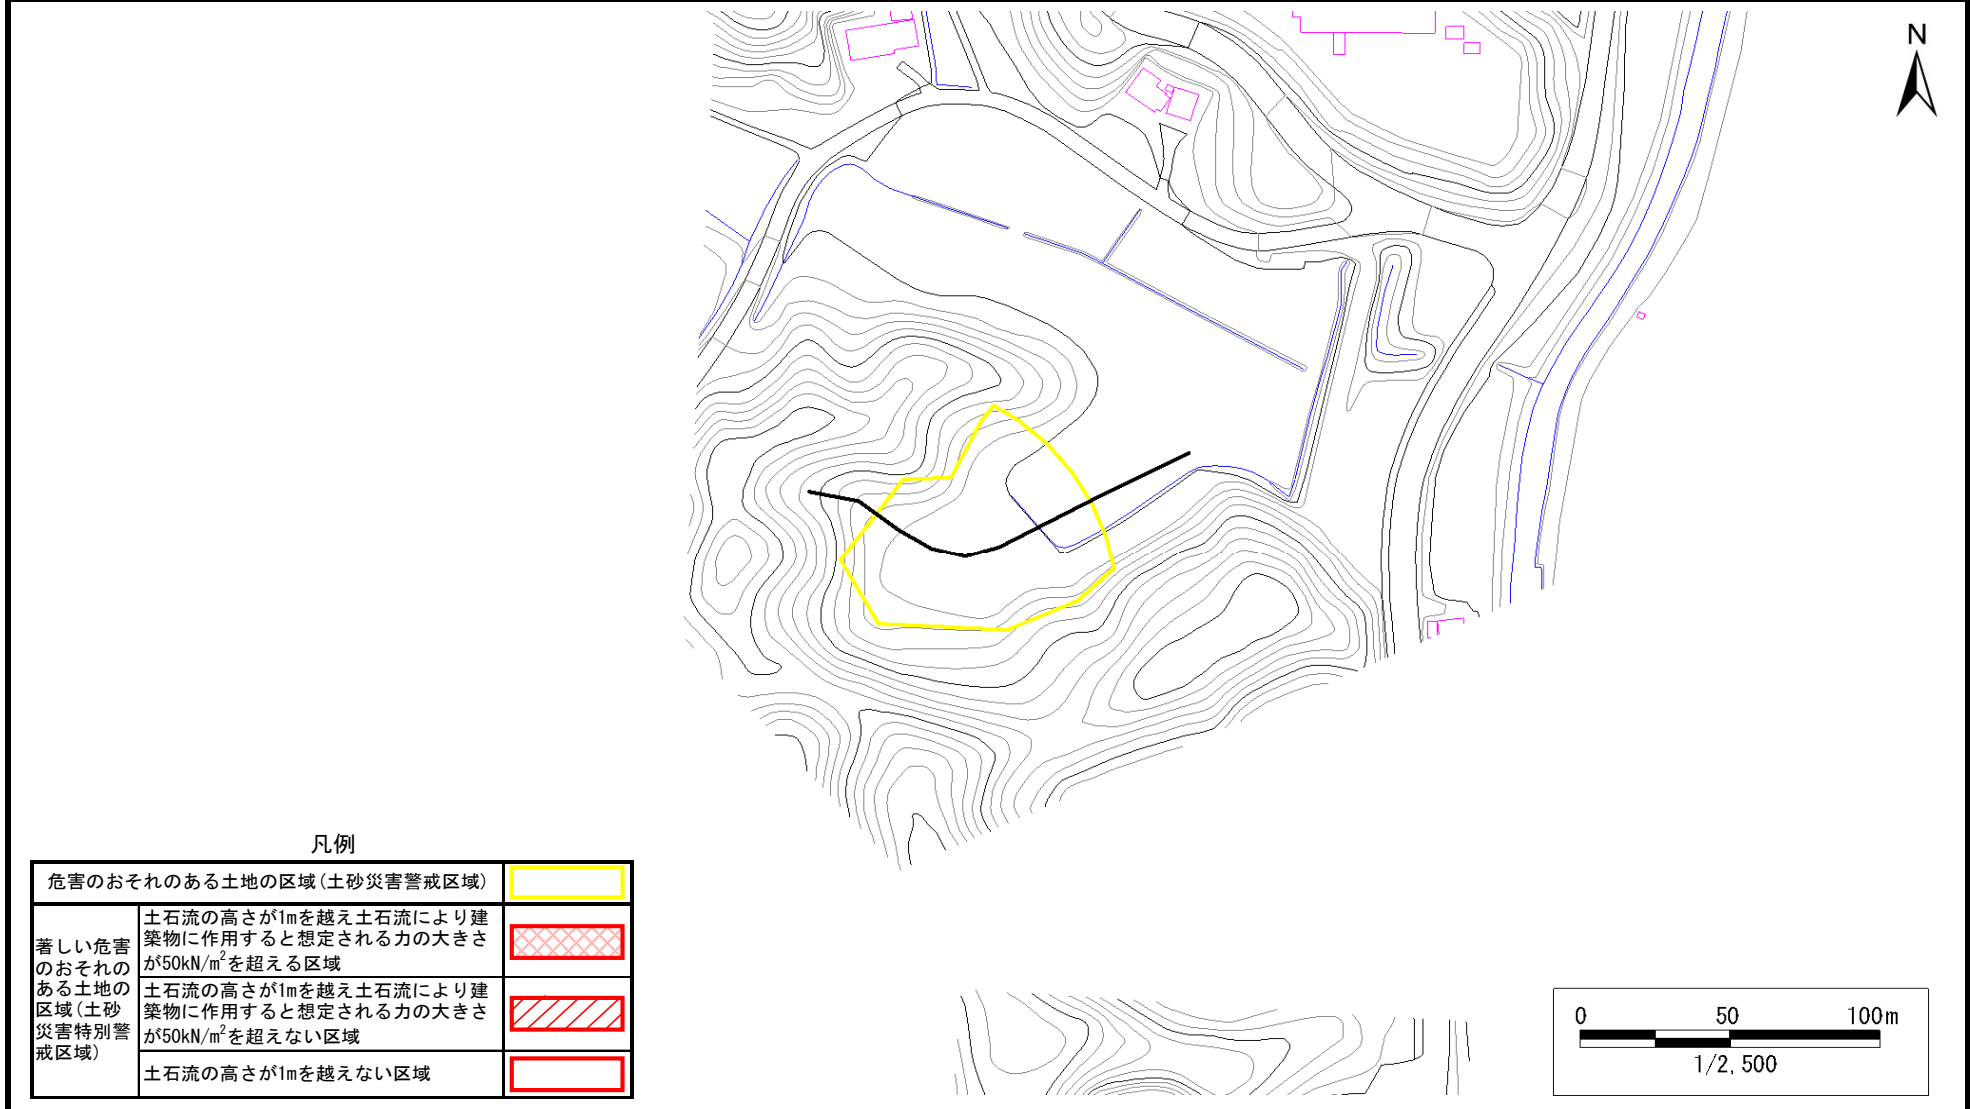 N
凡例
危害のおそれのある土地の区域(土砂災害警戒区域)
著しい危害
のおそれの
ある土地の
区域(土砂
災害特別警
戒区域)
土石流の高さが1mを越え土石流により建
築物に作用すると想定される力の大きさ
が50kN/m²を超える区域
土石流の高さが1mを越え土石流により建
築物に作用すると想定される力の大きさ
が50kN/m²を超えない区域
土石流の高さが1mを越えない区域
0 50 100m
1/2,500